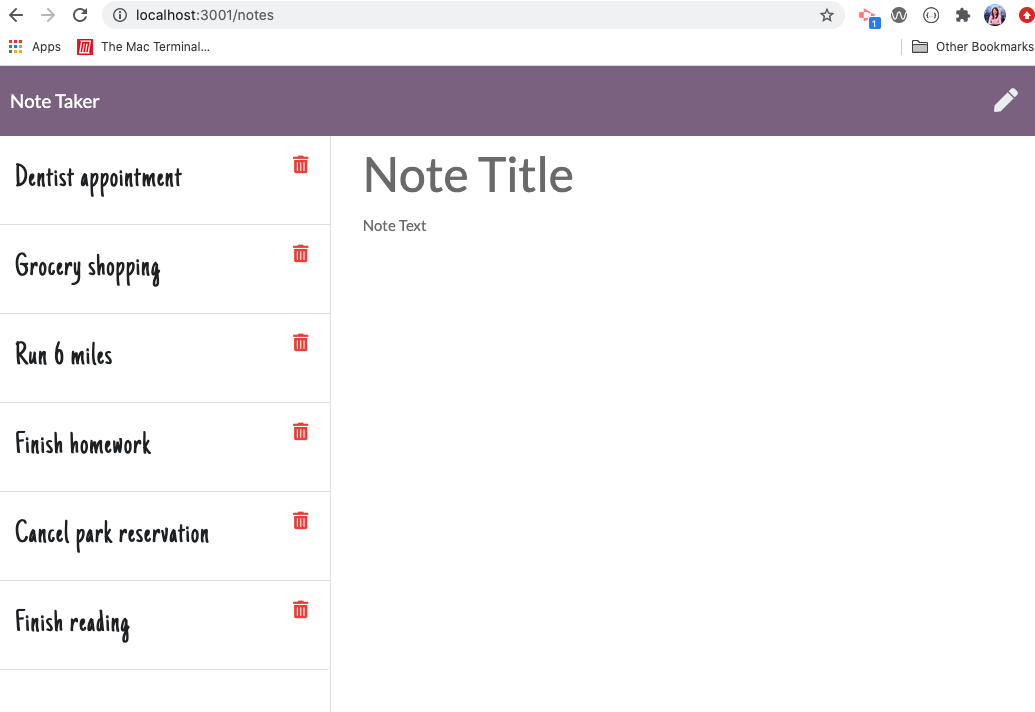 localhost:3001/notes
1
Apps
The Mac Terminal...
Other Bookmarks
Note Taker
Dentist appointment
Grocery shopping
Run 6 miles
Finish homework
Cancel park reservation
Finish reading
Note Title
Note Text